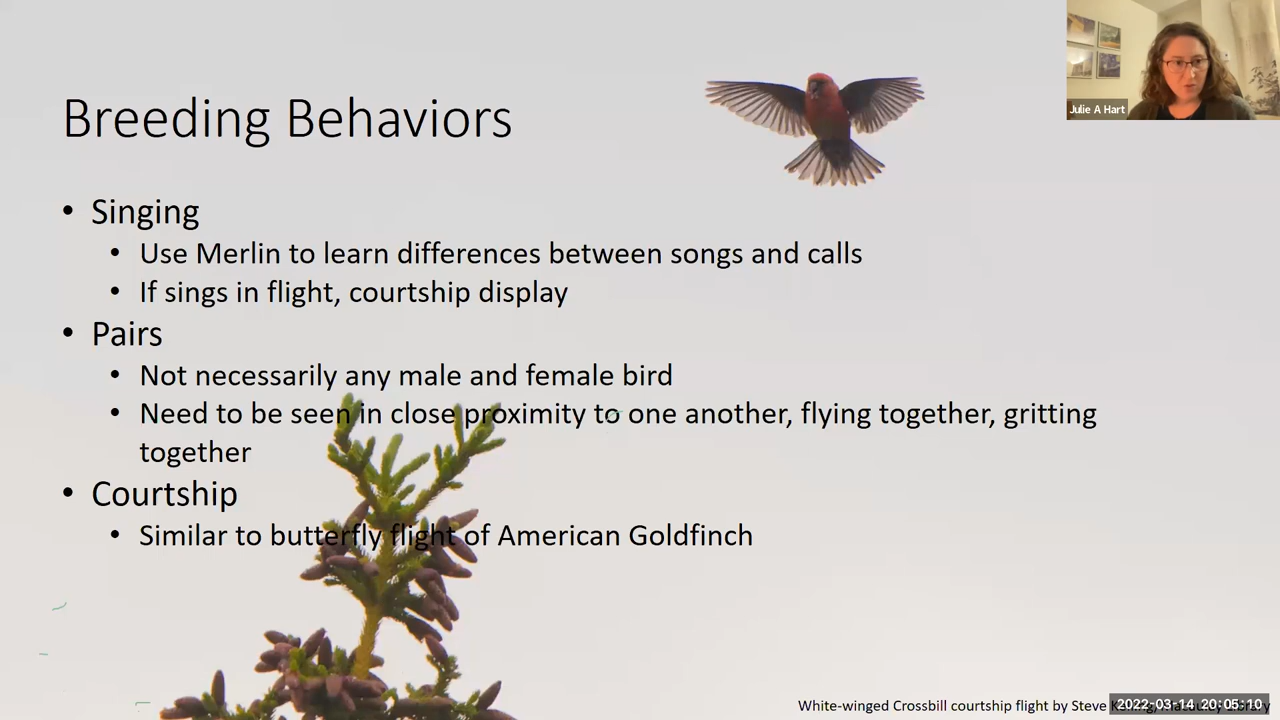 Julie A Hart
Breeding Behaviors
• Singing
• Use Merlin to learn differences between songs and calls
• If sings in flight, courtship display
• Pairs
• Not necessarily any male and female bird
• Need to be seen in close proximity to one another, flying together, gritting
together
• Courtship
• Similar to butterfly flight of American Goldfinch
White-winged Crossbill courtship flight by Steve
2022-03-14 20:05:10